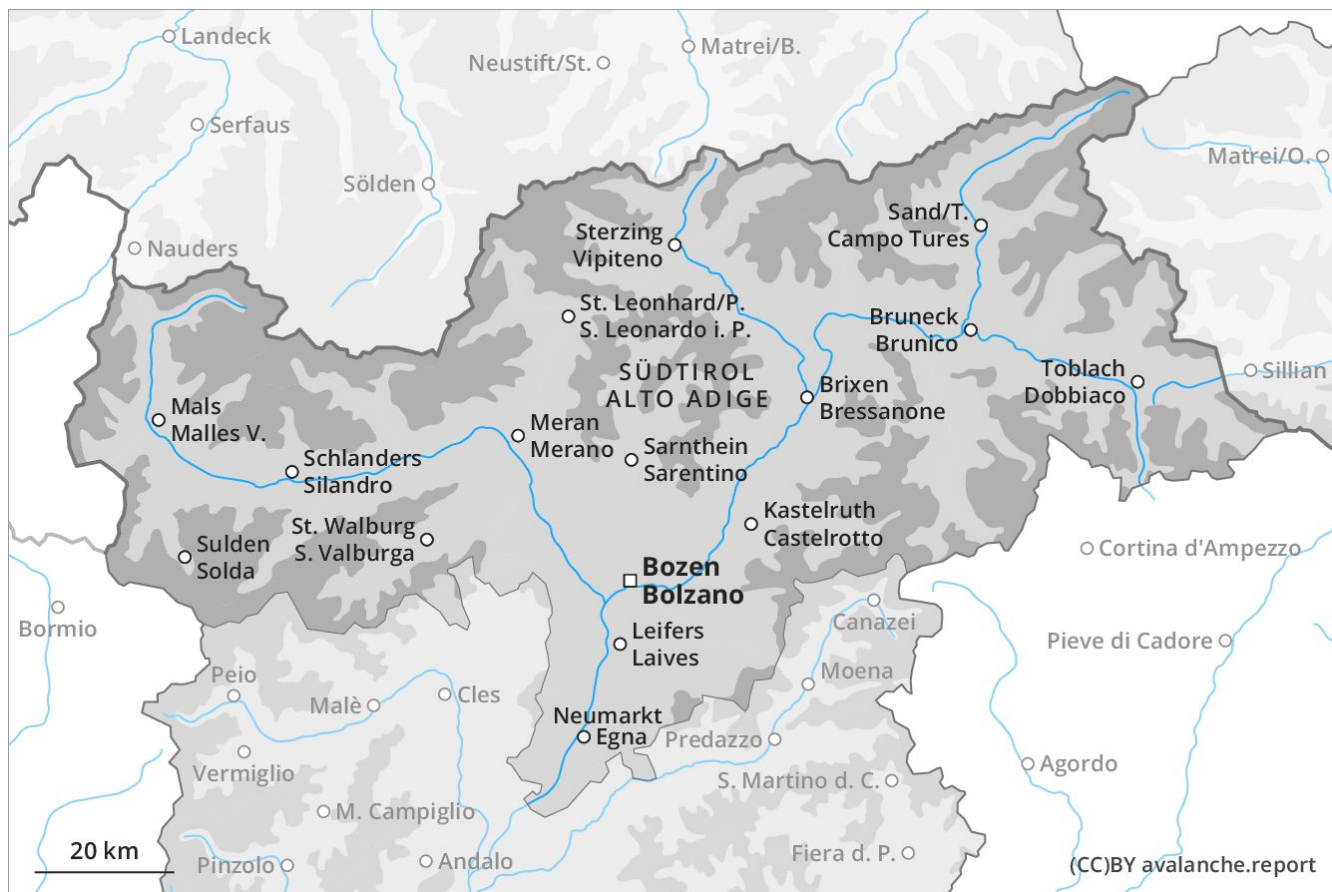 Landeck
Matrei/B.
Neustift/St.
Serfaus
Matrei/O.
Sölden
Sand/T.
Campo Tures
Sterzing
Vipiteno
Nauders
St. Leonhard/P.
S. Leonardo i. P.
Bruneck
Brunico
SÜDTIROL
ALTO ADIGE
Toblach
Dobbiaco
Sillian
Brixen
Bressanone
Mals
Malles V.
Meran
Merano
Sarnthein
Sarentino
Schlanders
Silandro
Kastelruth
Castelrotto
St. Walburg
S. Valburga
Sulden
Solda
Cortina d'Ampezzo
Bozen
Bolzano
Bormio
Canazei
Leifers
Laives
Pieve di Cadore
Peio
Moena
Malè
Cles
Neumarkt
Egna
Predazzo
Vermiglio
Agordo
S. Martino d. C.
M. Campiglio
20 km
Pinzolo
Andalo
Fiera d. P.
(CC)BY avalanche.report